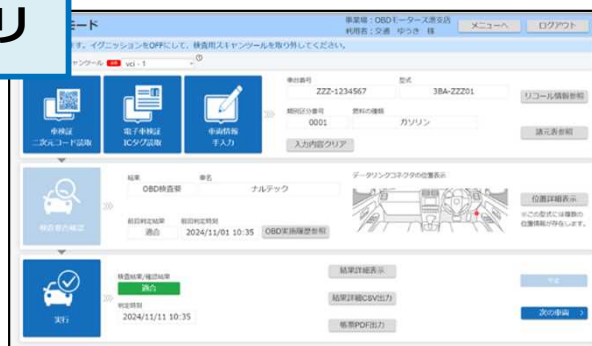 リ
モード
事業場：OBDモータース港支店
利用者：交通 ゆうき 様
メニューへ
ログアウト
す。イグニッションをOFFにして、検査用スキャンツールを取り外してください。
キャンツール vci - 1
車検証
二次元コード読取
電子車検証
ICタグ読取
車両情報
手入力
車台番号
ZZZ-1234567
型式
3BA-ZZZ01
リコール情報参照
類別区分番号
0001
燃料の種類
ガソリン
諸元表参照
入力内容クリア
検査要否確認
結果
OBD検査要
車名
ナルテック
データリンクコネクタの位置表示
位置詳細表示
※この型式には複数の
位置情報が存在します。
前回判定結果
適合
前回判定時刻
2024/11/01 10:35
OBD実施履歴参照
実行
検査結果/確認結果
適合
判定時刻
2024/11/11 10:35
結果詳細表示
結果詳細CSV出力
帳票PDF出力
次の車両